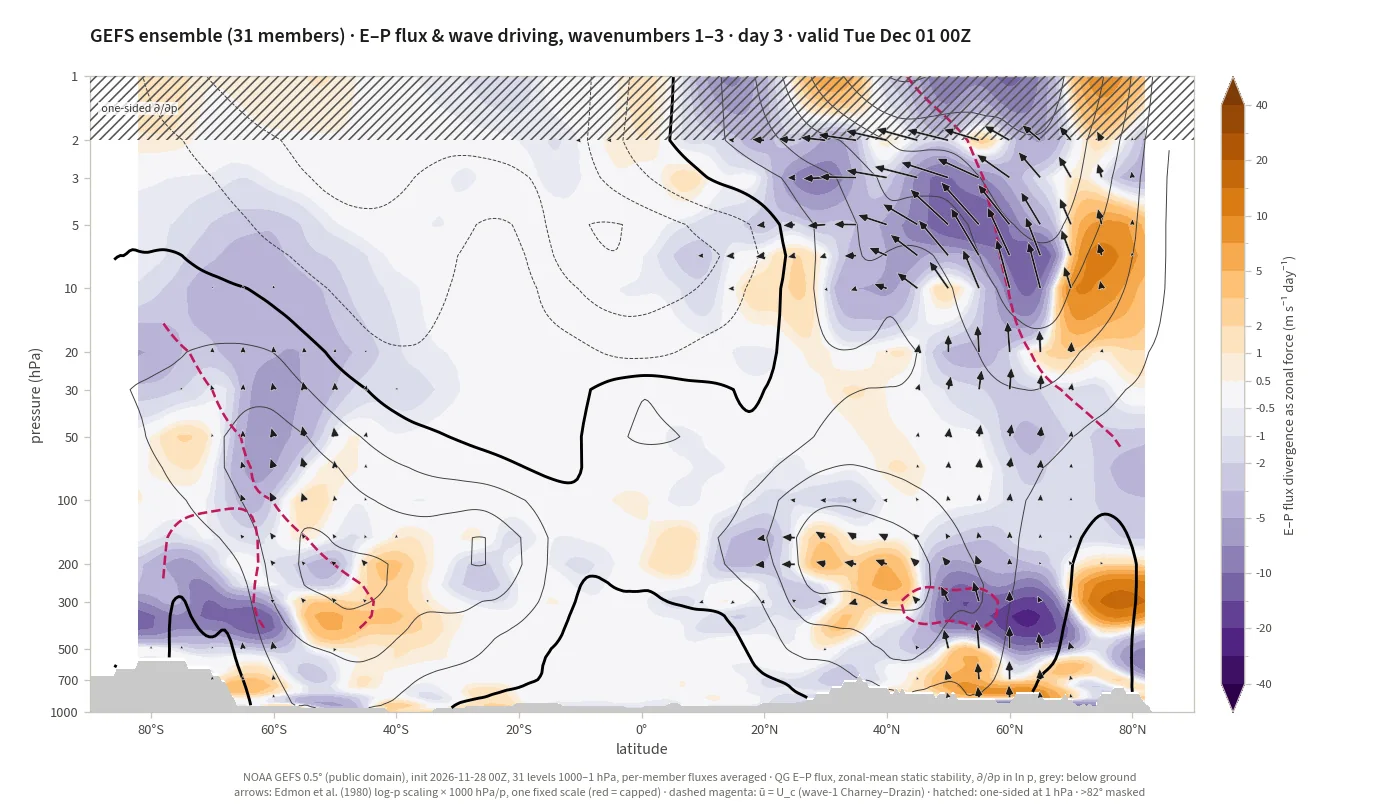 GEFS ensemble (31 members) · E–P flux & wave driving, wavenumbers 1–3 · day 3 · valid Tue Dec 01 00Z
one-sided ∂/∂p
pressure (hPa)
1
2
3
5
10
20
30
50
100
200
300
500
700
1000
80°S
60°S
40°S
20°S
0°
20°N
40°N
60°N
80°N
latitude
40
20
10
5
2
1
0.5
-0.5
-1
-2
-5
-10
-20
-40
E–P flux divergence as zonal force (m s⁻¹ day⁻¹)
NOAA GEFS 0.5° (public domain), init 2026-11-28 00Z, 31 levels 1000–1 hPa, per-member fluxes averaged · QG E–P flux, zonal-mean static stability, ∂/∂p in ln p, grey: below ground
arrows: Edmon et al. (1980) log-p scaling × 1000 hPa/p, one fixed scale (red = capped) · dashed magenta: ū = U_c (wave-1 Charney–Drazin) · hatched: one-sided at 1 hPa · >82° masked